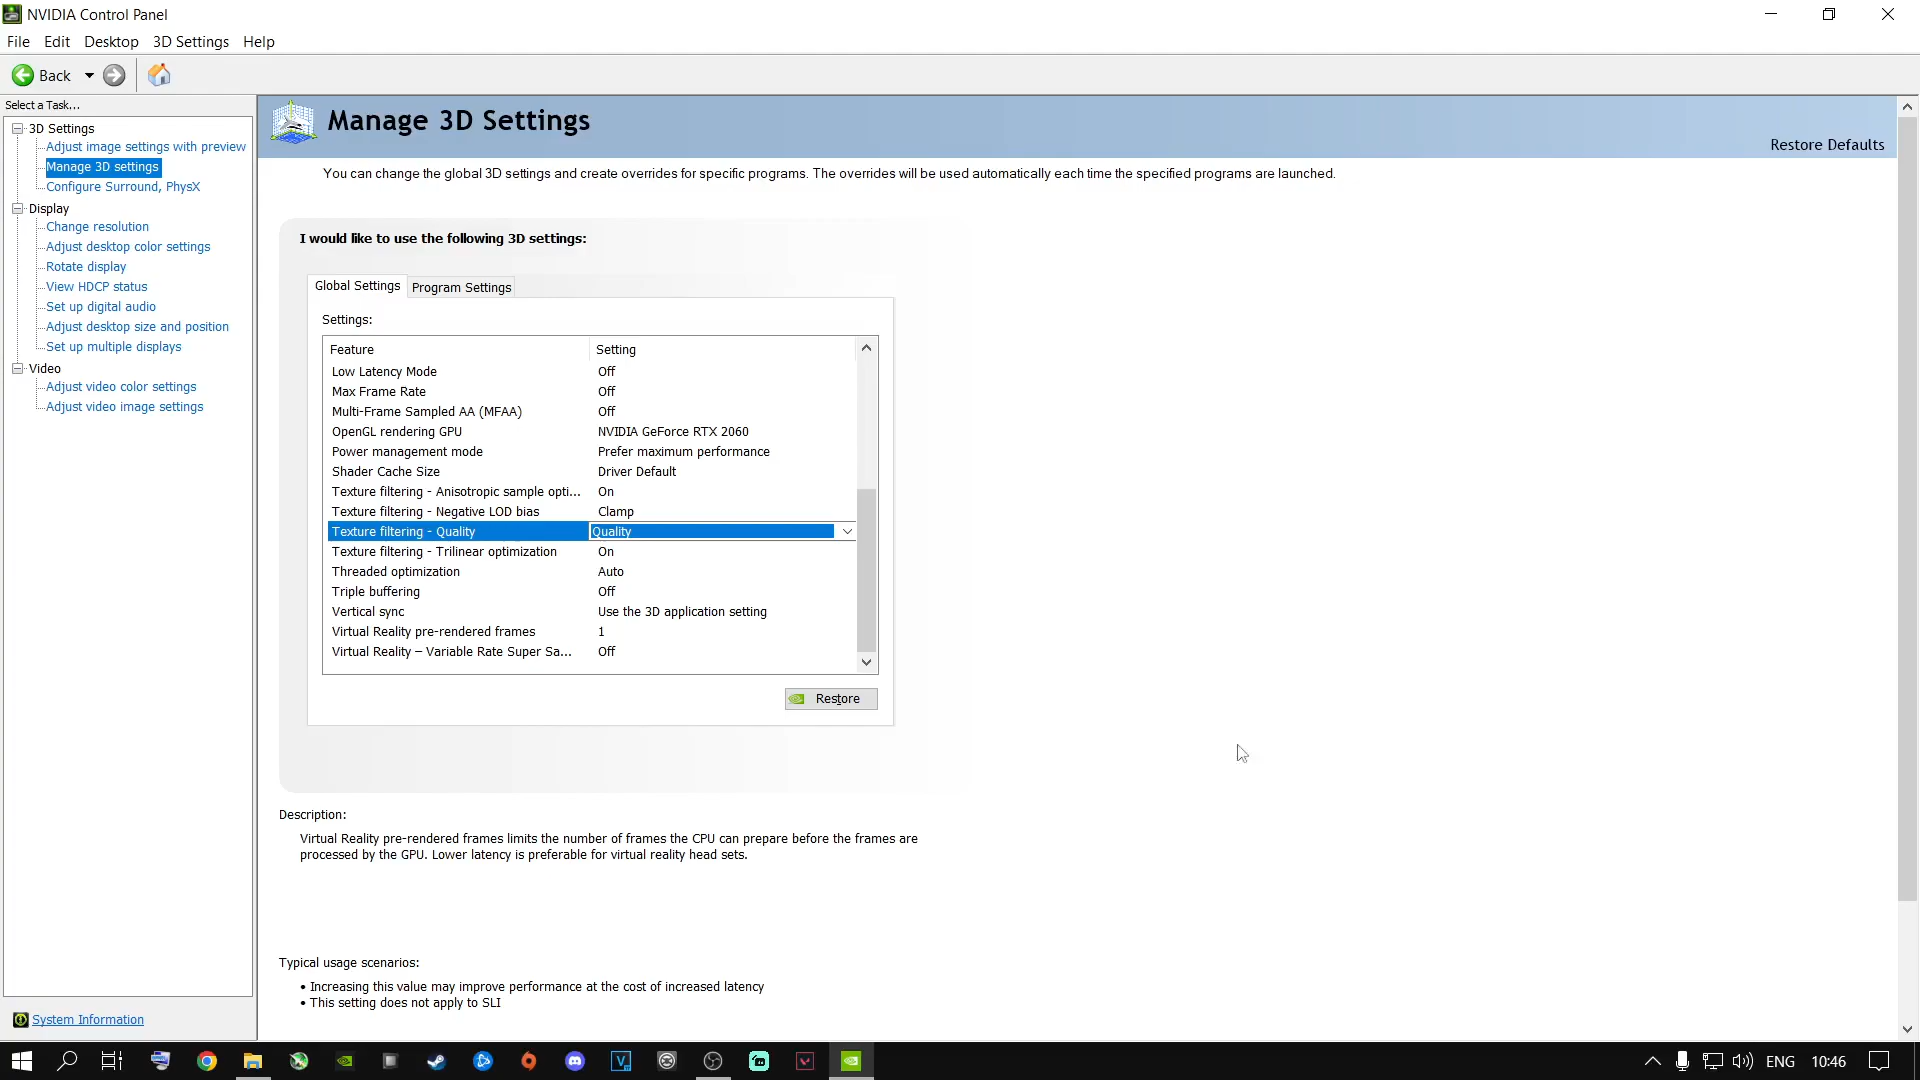 NVIDIA Control Panel
File Edit Desktop 3D Settings Help
Back
Select a Task...
3D Settings
Adjust image settings with preview
Manage 3D settings
Configure Surround, PhysX
Display
Change resolution
Adjust desktop color settings
Rotate display
View HDCP status
Set up digital audio
Adjust desktop size and position
Set up multiple displays
Video
Adjust video color settings
Adjust video image settings
System Information
Manage 3D Settings
Restore Defaults
You can change the global 3D settings and create overrides for specific programs. The overrides will be used automatically each time the specified programs are launched.
I would like to use the following 3D settings:
Global Settings Program Settings
Settings:
Feature Setting
Low Latency Mode Off
Max Frame Rate Off
Multi-Frame Sampled AA (MFAA) Off
OpenGL rendering GPU NVIDIA GeForce RTX 2060
Power management mode Prefer maximum performance
Shader Cache Size Driver Default
Texture filtering - Anisotropic sample opti... On
Texture filtering - Negative LOD bias Clamp
Texture filtering - Quality Quality
Texture filtering - Trilinear optimization On
Threaded optimization Auto
Triple buffering Off
Vertical sync Use the 3D application setting
Virtual Reality pre-rendered frames 1
Virtual Reality – Variable Rate Super Sa... Off
Restore
Description:
Virtual Reality pre-rendered frames limits the number of frames the CPU can prepare before the frames are
processed by the GPU. Lower latency is preferable for virtual reality head sets.
Typical usage scenarios:
• Increasing this value may improve performance at the cost of increased latency
• This setting does not apply to SLI
ENG 10:46